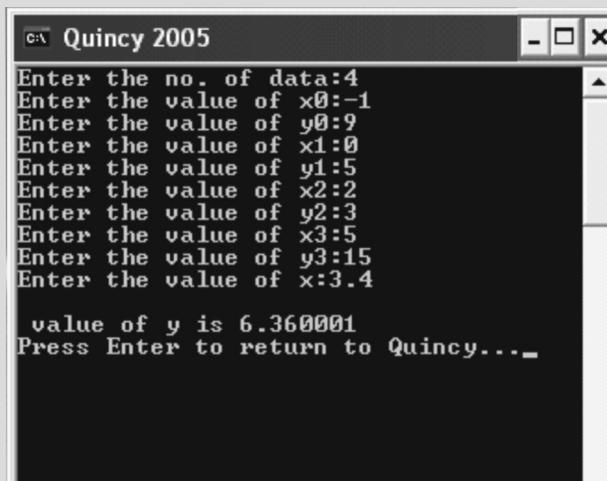 Quincy 2005
Enter the no. of data:4
Enter the value of x0:-1
Enter the value of y0:9
Enter the value of x1:0
Enter the value of y1:5
Enter the value of x2:2
Enter the value of y2:3
Enter the value of x3:5
Enter the value of y3:15
Enter the value of x:3.4
value of y is 6.360001
Press Enter to return to Quincy..._